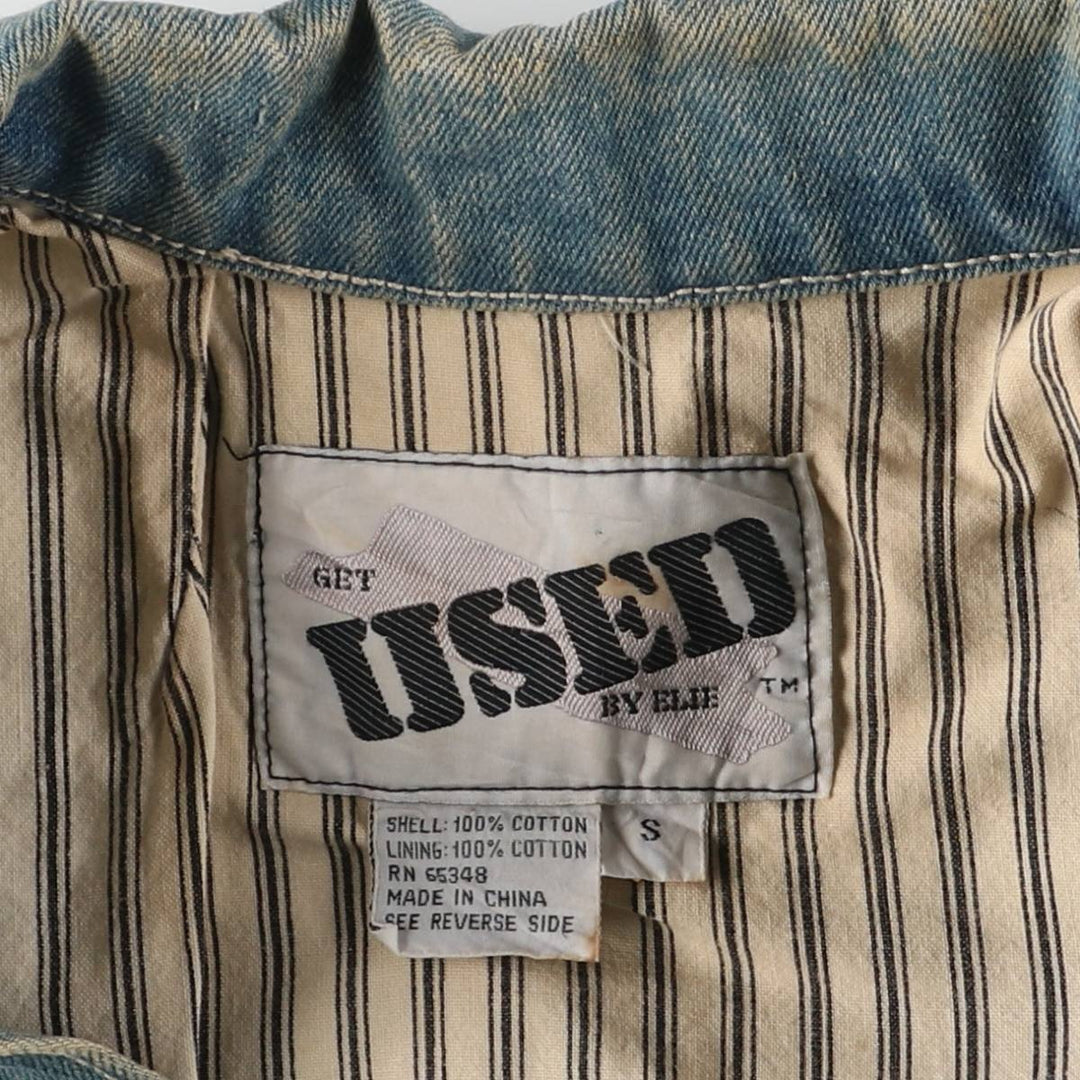 GET
USED
BY ELIE
TM
SHELL: 100% COTTON
LINING: 100% COTTON
RN 65348
MADE IN CHINA
SEE REVERSE SIDE
S